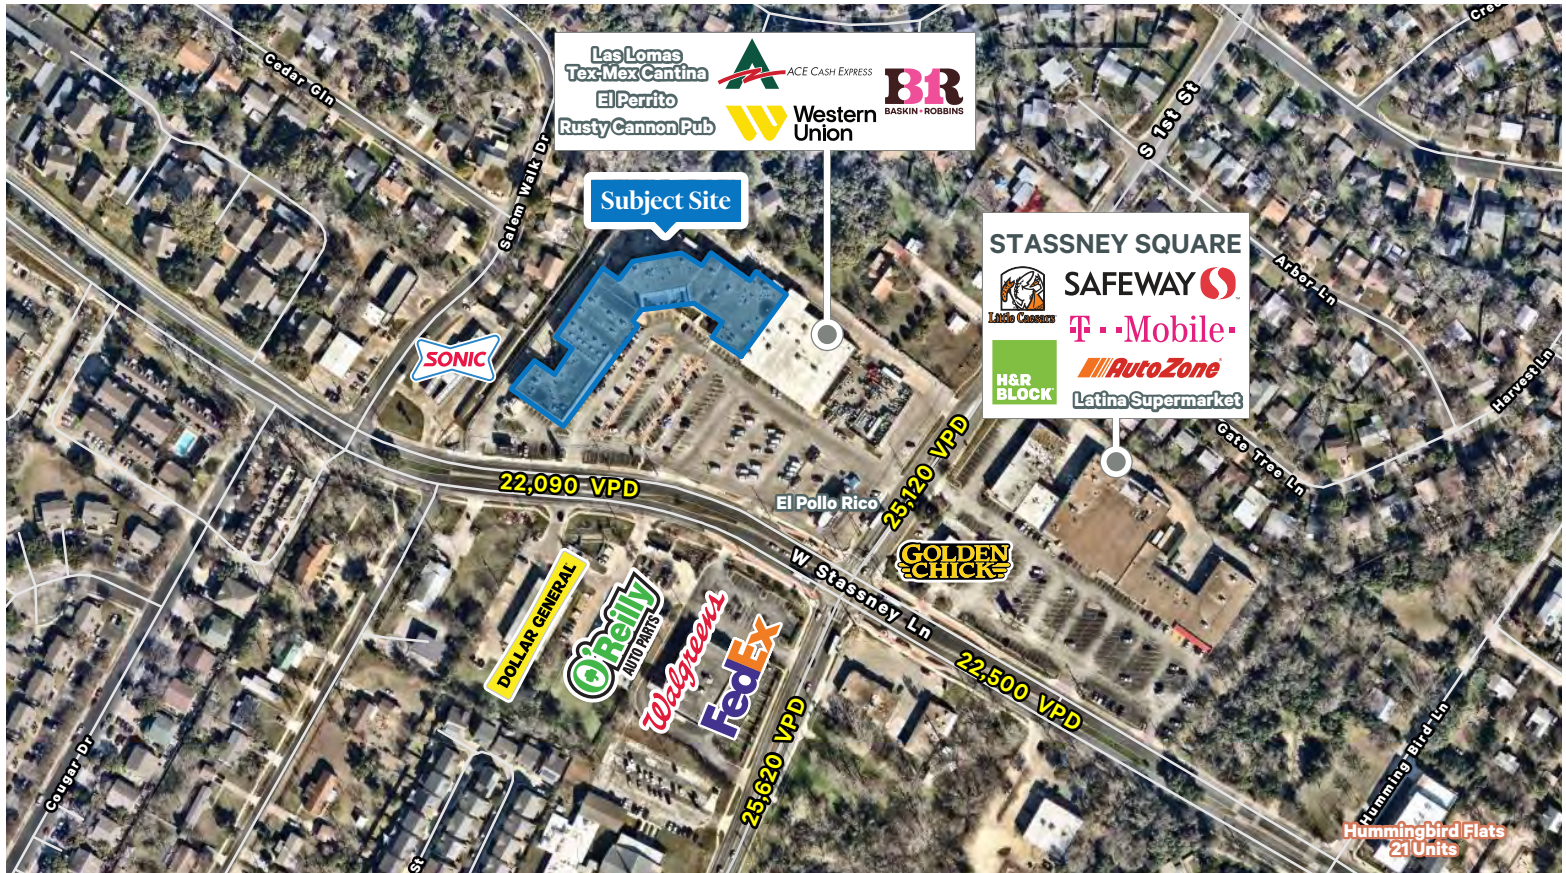 Cree
Cedar Gln
Las Lomas
Tex-Mex Cantina
El Perrito
Rusty Cannon Pub
ACE CASH EXPRESS
Western
Union
BR
BASKIN • ROBBINS
S 1st St
Salem Walk Dr
Subject Site
STASSNEY SQUARE
Little Caesars
SAFEWAY
T • • Mobile •
H&R
BLOCK
AutoZone
Latina Supermarket
Arbor Ln
Harvest Ln
Gate Tree Ln
SONIC
22,090 VPD
25,120 VPD
El Pollo Rico
GOLDEN
CHICK
W Stassney Ln
DOLLAR GENERAL
O'Reilly
AUTO PARTS
Walgreens
FedEx
22,500 VPD
25,620 VPD
Cougar Dr
Humming Bird Ln
Hummingbird Flats
21 Units
St